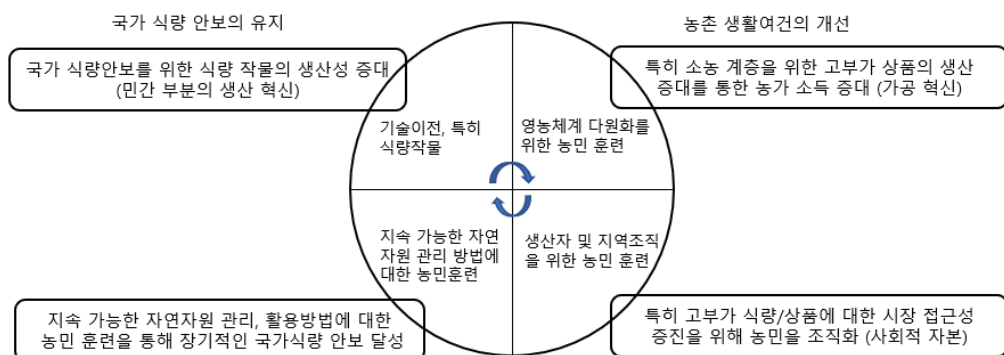 국가 식량 안보의 유지
농촌 생활여건의 개선
국가 식량안보를 위한 식량 작물의 생산성 증대
(민간 부분의 생산 혁신)
특히 소농 계층을 위한 고부가 상품의 생산
증대를 통한 농가 소득 증대 (가공 혁신)
기술이전, 특히
식량작물
영농체계 다원화를
위한 농민 훈련
지속 가능한 자연
자원 관리 방법에
대한 농민훈련
생산자 및 지역조직
을 위한 농민 훈련
지속 가능한 자연자원 관리, 활용방법에 대한
농민 훈련을 통해 장기적인 국가식량 안보 달성
특히 고부가 식량/상품에 대한 시장 접근성
증진을 위해 농민을 조직화 (사회적 자본)